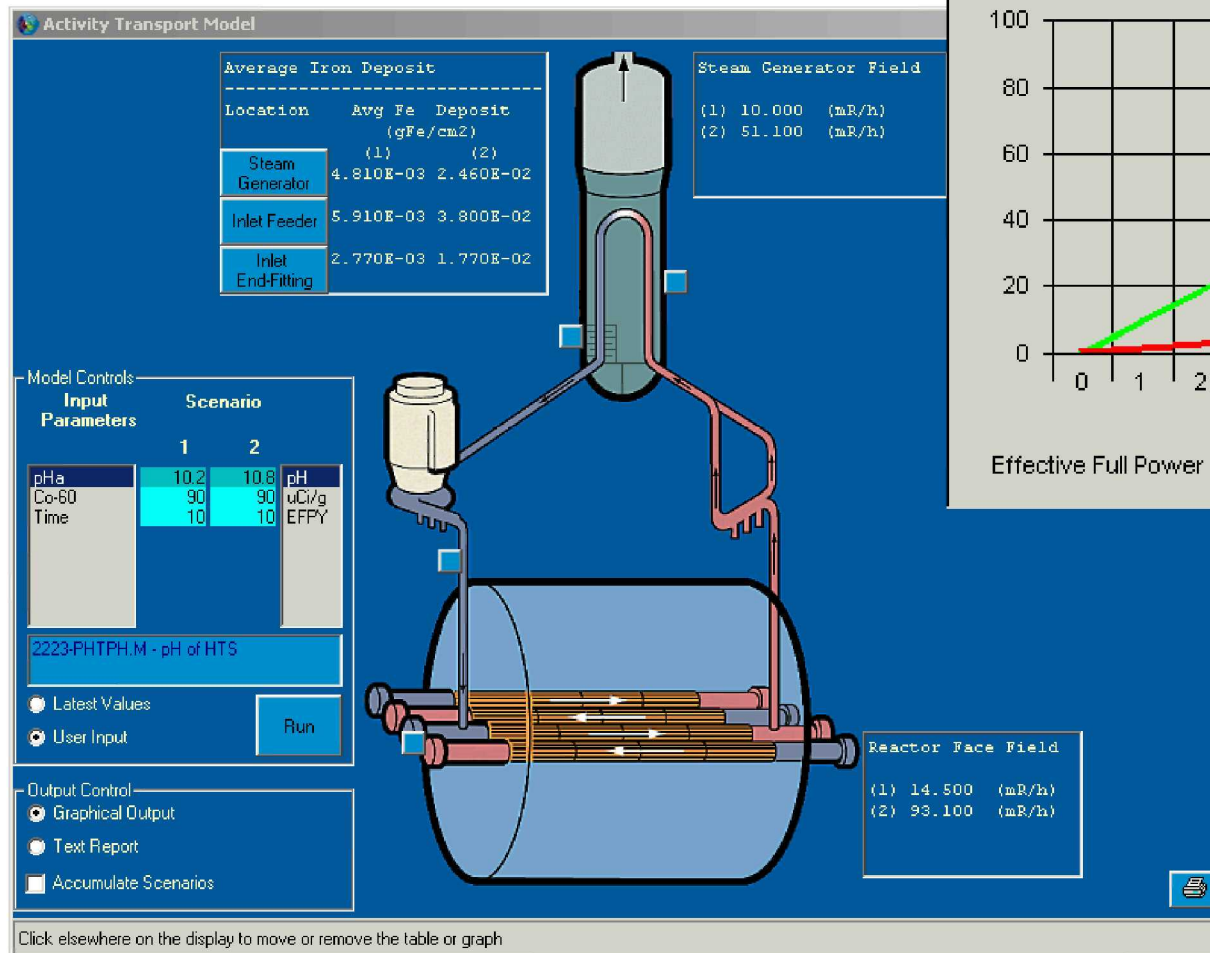 Activity Transport Model
Average Iron Deposit
------------------------------
Location Avg Fe Deposit
(gFe/cm2)
(1) (2)
Steam Generator 4.810E-03 2.460E-02
Inlet Feeder 5.910E-03 3.800E-02
Inlet End-Fitting 2.770E-03 1.770E-02
Steam Generator Field
(1) 10.000 (mR/h)
(2) 51.100 (mR/h)
100
80
60
40
20
0
0 1 2
Effective Full Power
Model Controls
Input Parameters Scenario
1 2
pHa 10.2 10.8 pH
Co-60 90 90 uCi/g
Time 10 10 EFPY
2223-PHTPH.M - pH of HTS
Latest Values
User Input
Run
Output Control
Graphical Output
Text Report
Accumulate Scenarios
Reactor Face Field
(1) 14.500 (mR/h)
(2) 93.100 (mR/h)
Click elsewhere on the display to move or remove the table or graph